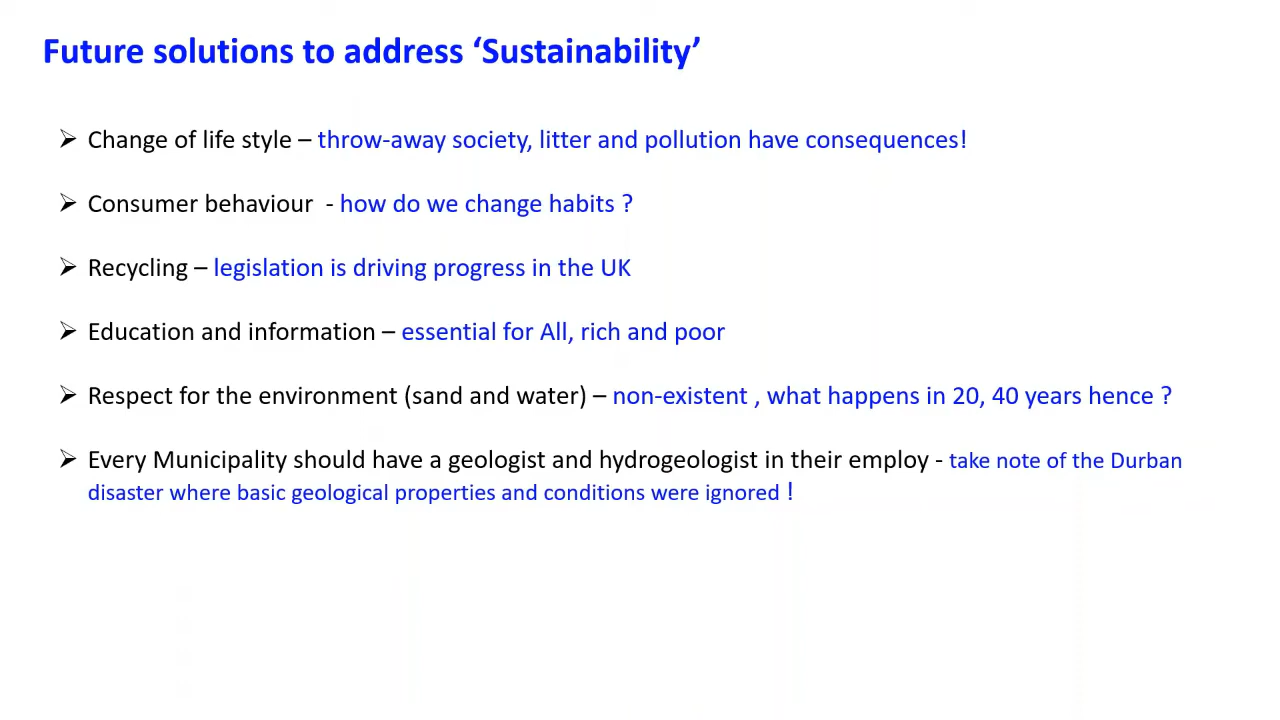 Future solutions to address ‘Sustainability’
➢ Change of life style – throw-away society, litter and pollution have consequences!
➢ Consumer behaviour  - how do we change habits ?
➢ Recycling – legislation is driving progress in the UK
➢ Education and information – essential for All, rich and poor
➢ Respect for the environment (sand and water) – non-existent , what happens in 20, 40 years hence ?
➢ Every Municipality should have a geologist and hydrogeologist in their employ - take note of the Durban
disaster where basic geological properties and conditions were ignored !